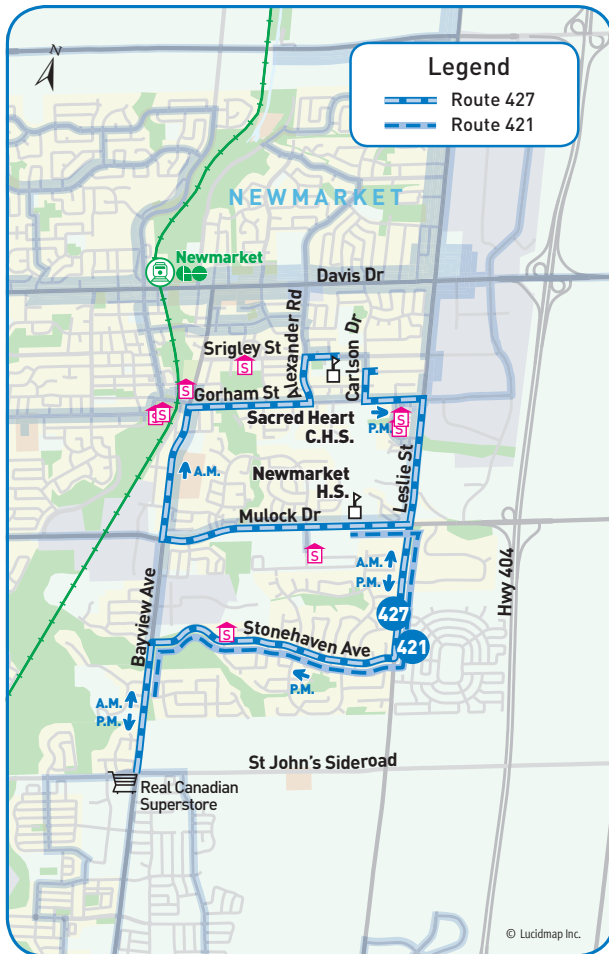 N
Legend
Route 427
Route 421
NEWMARKET
Newmarket
GO
Davis Dr
Alexander Rd
Carlson Dr
Srigley St
Gorham St
S
S
S
S
Sacred Heart
C.H.S.
P.M.
S
S
A.M.
Newmarket
H.S.
Leslie St
Mulock Dr
S
A.M.
P.M.
Hwy 404
Bayview Ave
427
S
Stonehaven Ave
421
P.M.
A.M.
P.M.
St John's Sideroad
Real Canadian
Superstore
© Lucidmap Inc.